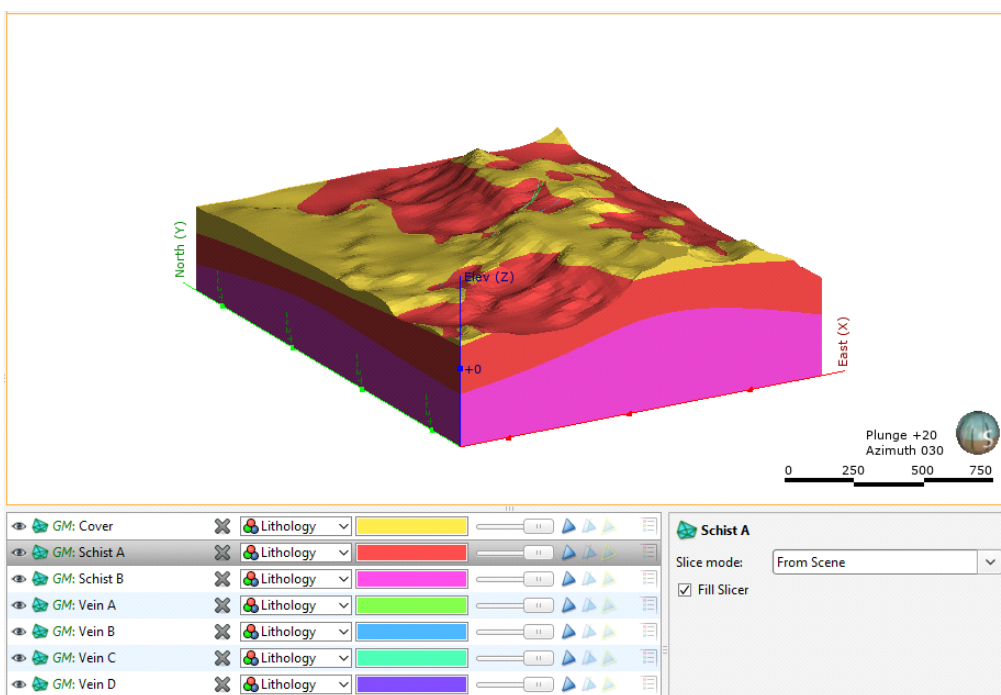 North (Y)
Elev (Z)
+0
East (X)
Plunge +20
Azimuth 030
0 250 500 750
S
GM: Cover Lithology
GM: Schist A Lithology
GM: Schist B Lithology
GM: Vein A Lithology
GM: Vein B Lithology
GM: Vein C Lithology
GM: Vein D Lithology
Schist A
Slice mode: From Scene
Fill Slicer